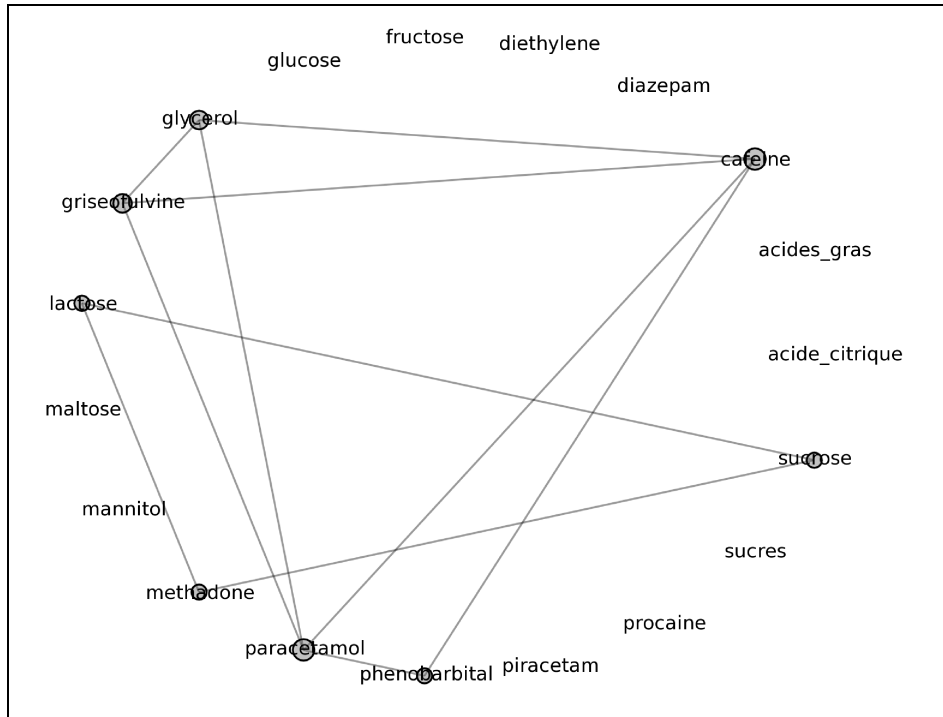 fructose
diethylene
glucose
diazepam
glycerol
cafeine
griseofulvine
acides_gras
lactose
acide_citrique
maltose
sucrose
mannitol
sucres
methadone
procaine
paracetamol
piracetam
phenobarbital